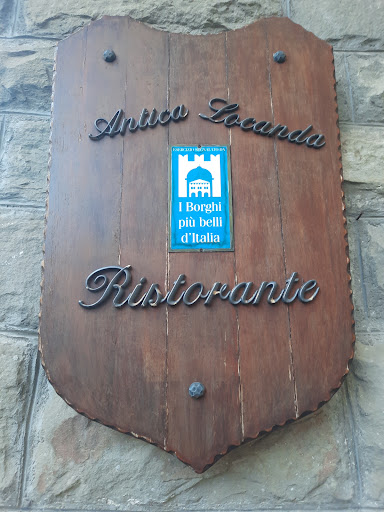 Antica Locanda
I Borghi
più belli
d'Italia
Ristorante